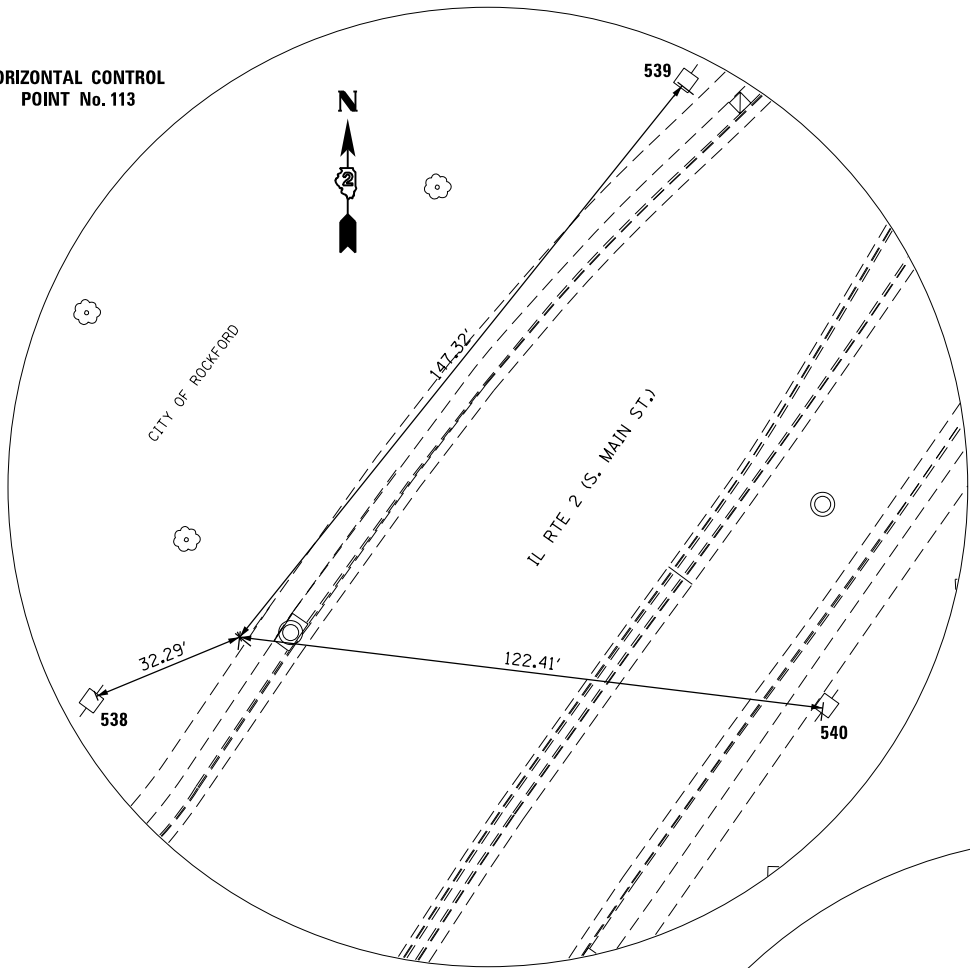 ORIZONTAL CONTROL
POINT No. 113
N
2
539
147.32'
CITY OF ROCKFORD
IL RTE 2 (S. MAIN ST.)
32.29'
122.41'
538
540